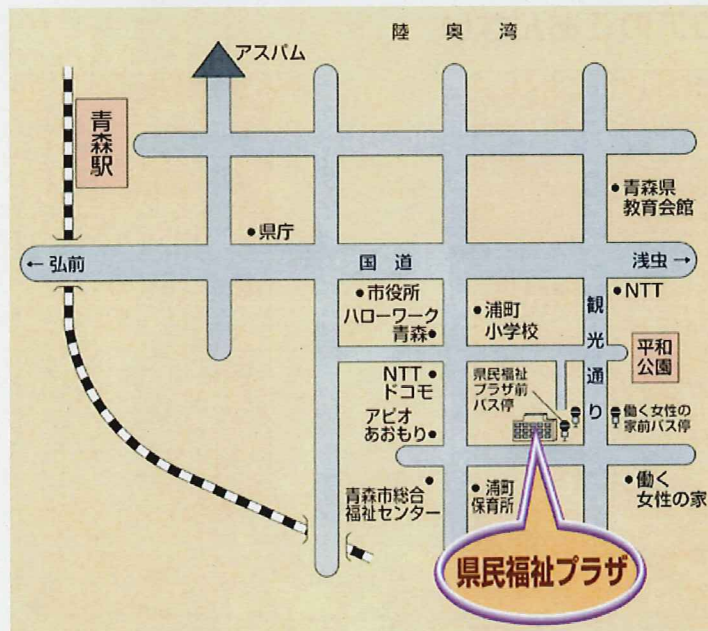 陸奥湾
アスパム
青森駅
青森県
教育会館
県庁
← 弘前
国道
浅虫 →
市役所
ハローワーク
青森
浦町
小学校
観光通り
NTT
平和
公園
NTT
ドコモ
県民福祉
プラザ前
バス停
アピオ
あおもり
働く女性の
家前バス停
青森市総合
福祉センター
浦町
保育所
働く
女性の家
県民福祉プラザ